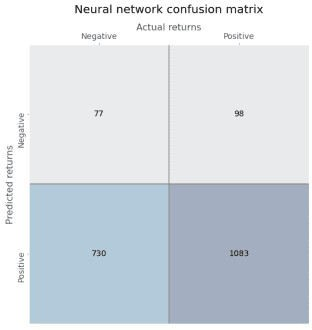 Neural network confusion matrix
Actual returns
Negative Positive
Predicted returns
Negative
77 98
Positive
730 1083